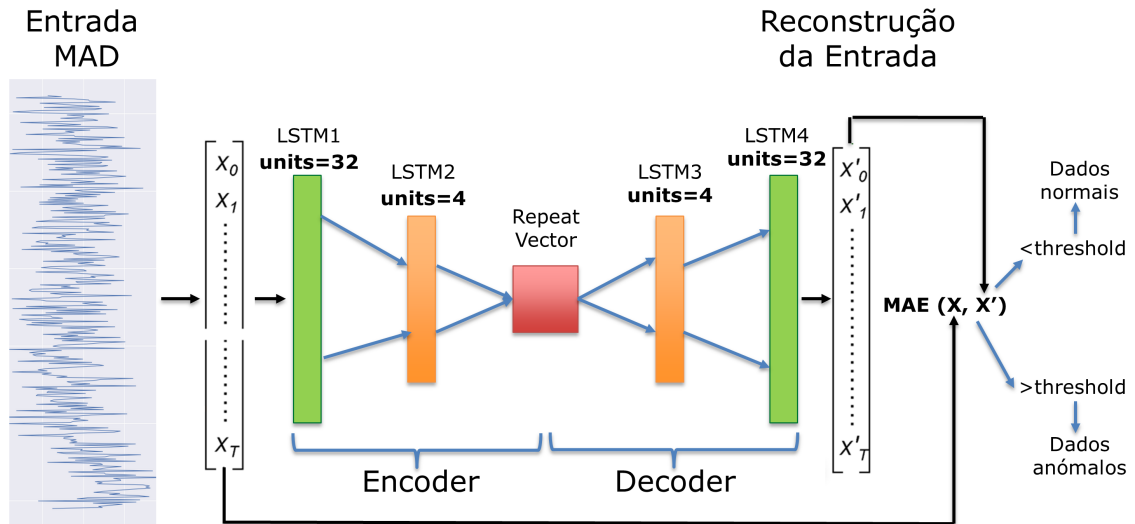 Entrada
MAD
Reconstrução
da Entrada
X0
X1
XT
LSTM1
units=32
LSTM2
units=4
Repeat
Vector
LSTM3
units=4
LSTM4
units=32
X'0
X'1
X'T
Encoder
Decoder
MAE (X, X')
Dados
normais
<threshold
>threshold
Dados
anómalos